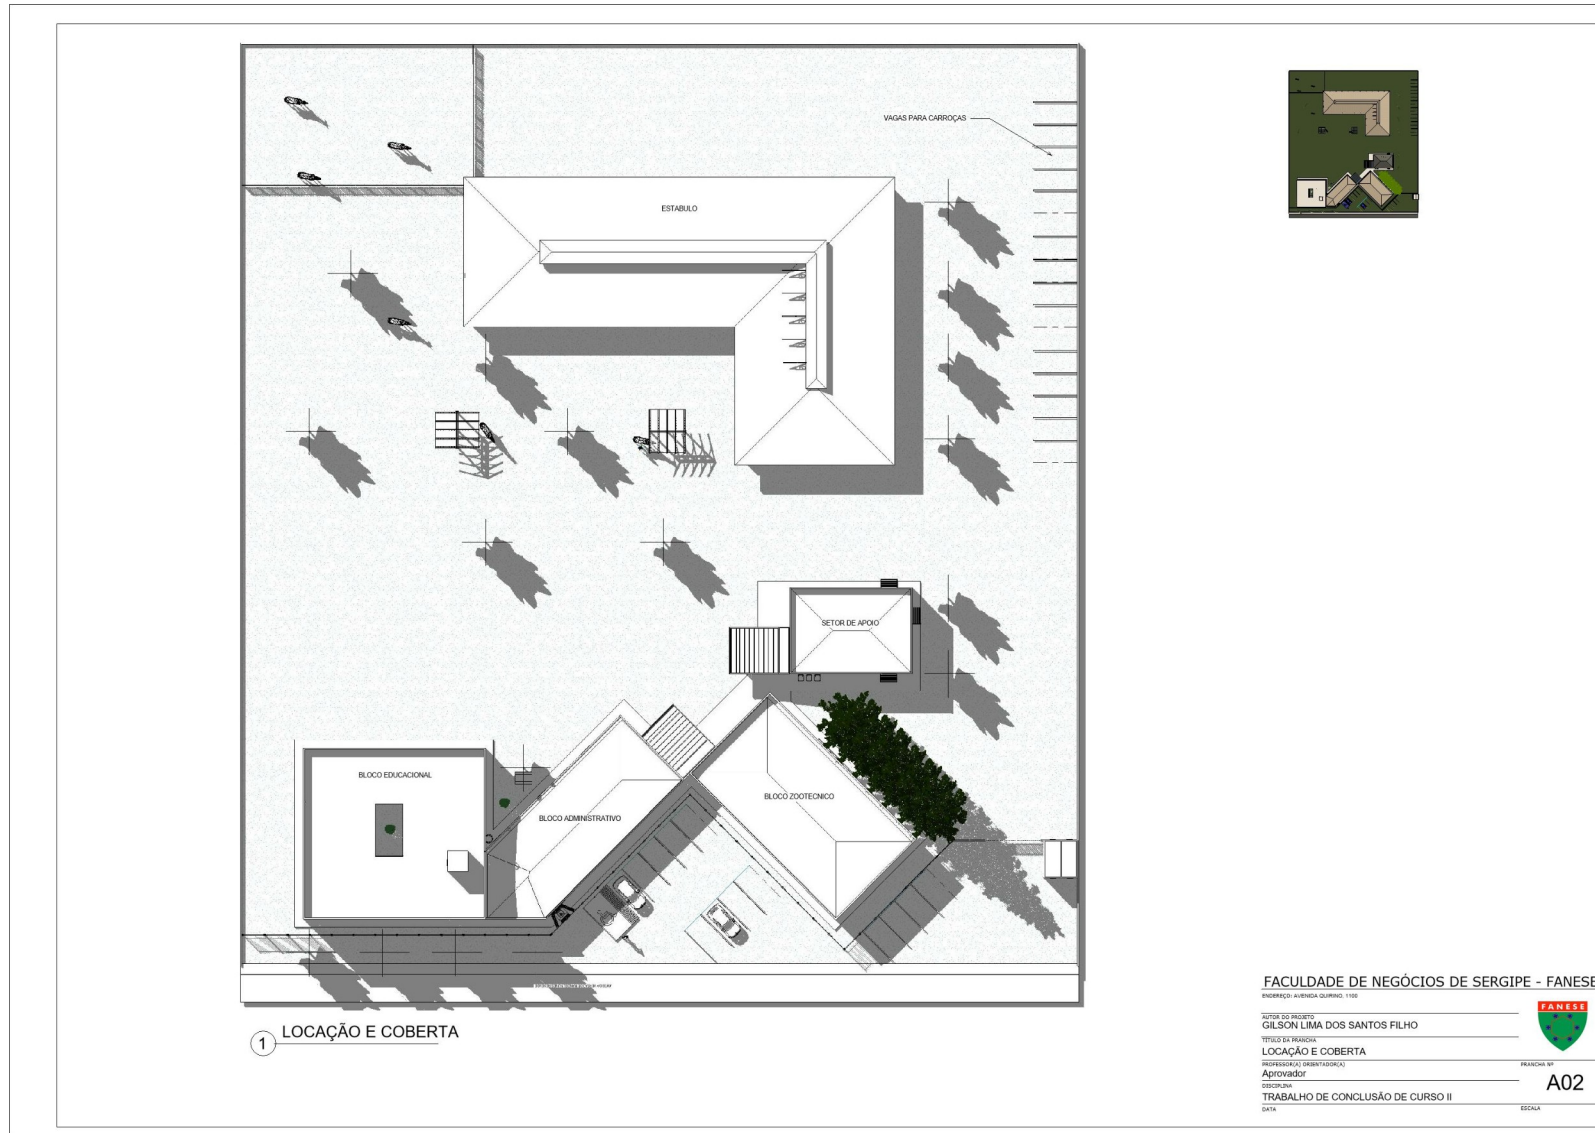 VAGAS PARA CARROÇAS
ESTABULO
SETOR DE APOIO
BLOCO EDUCACIONAL
BLOCO ZOOTECNICO
BLOCO ADMINISTRATIVO
1
LOCAÇÃO E COBERTA
FACULDADE DE NEGÓCIOS DE SERGIPE - FANESE
ENDEREÇO: AVENIDA QUIRINO, 1100
FANESE
AUTOR DO PROJETO
GILSON LIMA DOS SANTOS FILHO
TÍTULO DA PRANCHA
LOCAÇÃO E COBERTA
PROFESSOR(A) ORIENTADOR(A)
Aprovador
PRANCHA Nº
A02
DISCIPLINA
TRABALHO DE CONCLUSÃO DE CURSO II
DATA
ESCALA